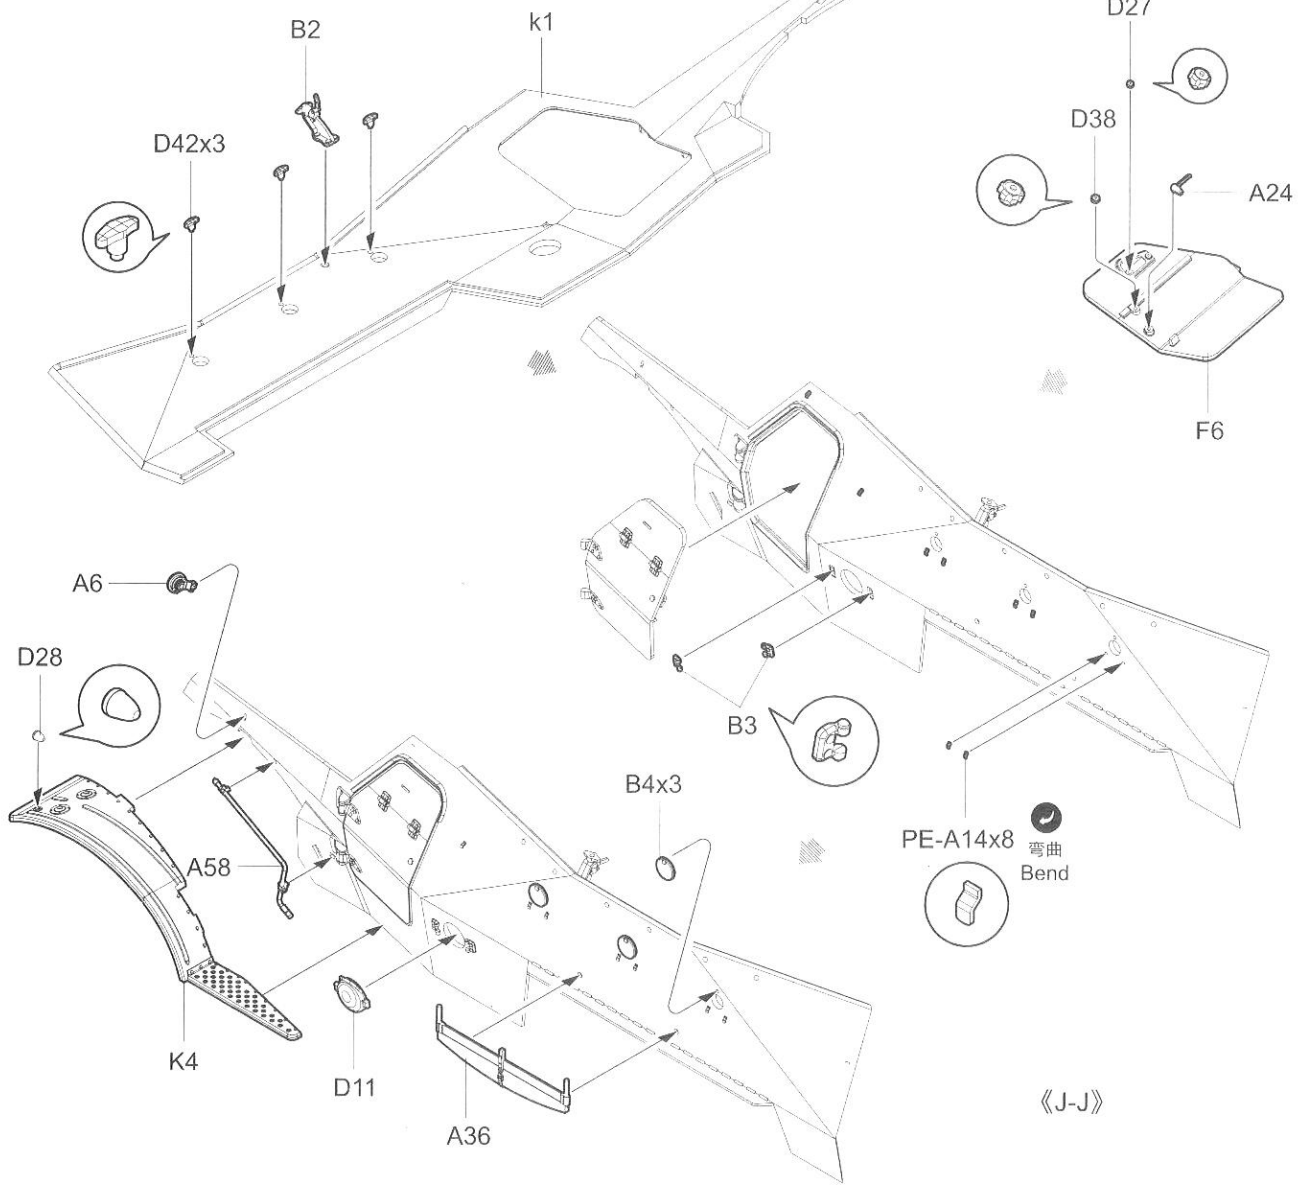 D27
k1
B2
D38
D42x3
A24
F6
A6
D28
B3
B4x3
PE-A14x8
弯曲
Bend
A58
K4
D11
A36
《J-J》